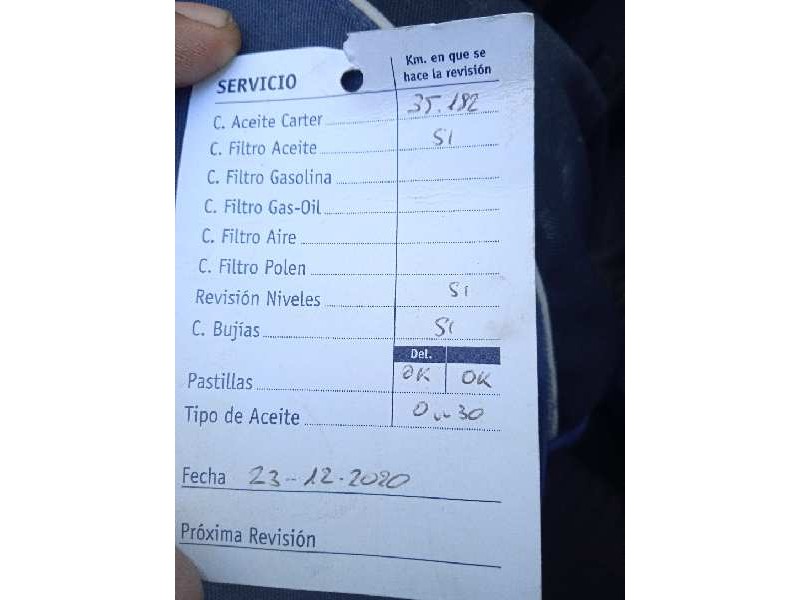 SERVICIO
Km. en que se
hace la revisión
C. Aceite Carter 35.182
C. Filtro Aceite SI
C. Filtro Gasolina
C. Filtro Gas-Oil
C. Filtro Aire
C. Filtro Polen
Revisión Niveles SI
C. Bujías SI
Del.
Pastillas OK OK
Tipo de Aceite 0W30
Fecha 23-12-2020
Próxima Revisión